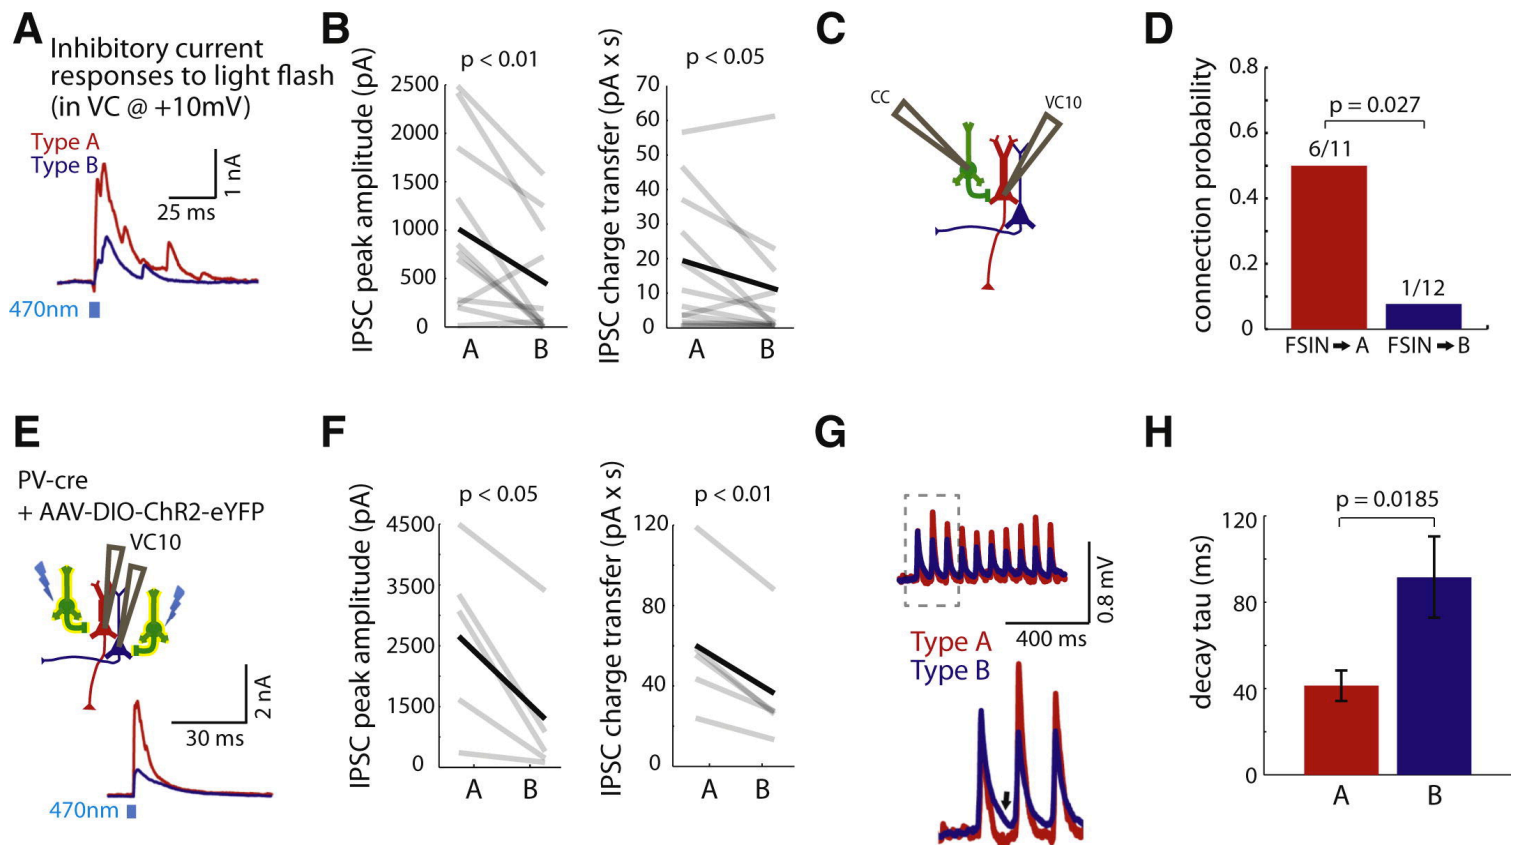 A
Inhibitory current
responses to light flash
(in VC @ +10mV)
Type A
Type B
1 nA
25 ms
470nm
B
p < 0.01
IPSC peak amplitude (pA)
2500
2000
1500
1000
500
0
A B
p < 0.05
IPSC charge transfer (pA x s)
70
60
50
40
30
20
10
0
A B
C
CC
VC10
D
connection probability
0.8
0.6
0.4
0.2
0
p = 0.027
6/11
1/12
FSIN ➡ A FSIN ➡ B
E
PV-cre
+ AAV-DIO-ChR2-eYFP
VC10
2 nA
30 ms
470nm
F
p < 0.05
IPSC peak amplitude (pA)
4500
3500
2500
1500
0
A B
p < 0.01
IPSC charge transfer (pA x s)
120
80
40
0
A B
G
0.8 mV
400 ms
Type A
Type B
H
p = 0.0185
decay tau (ms)
120
80
40
0
A B